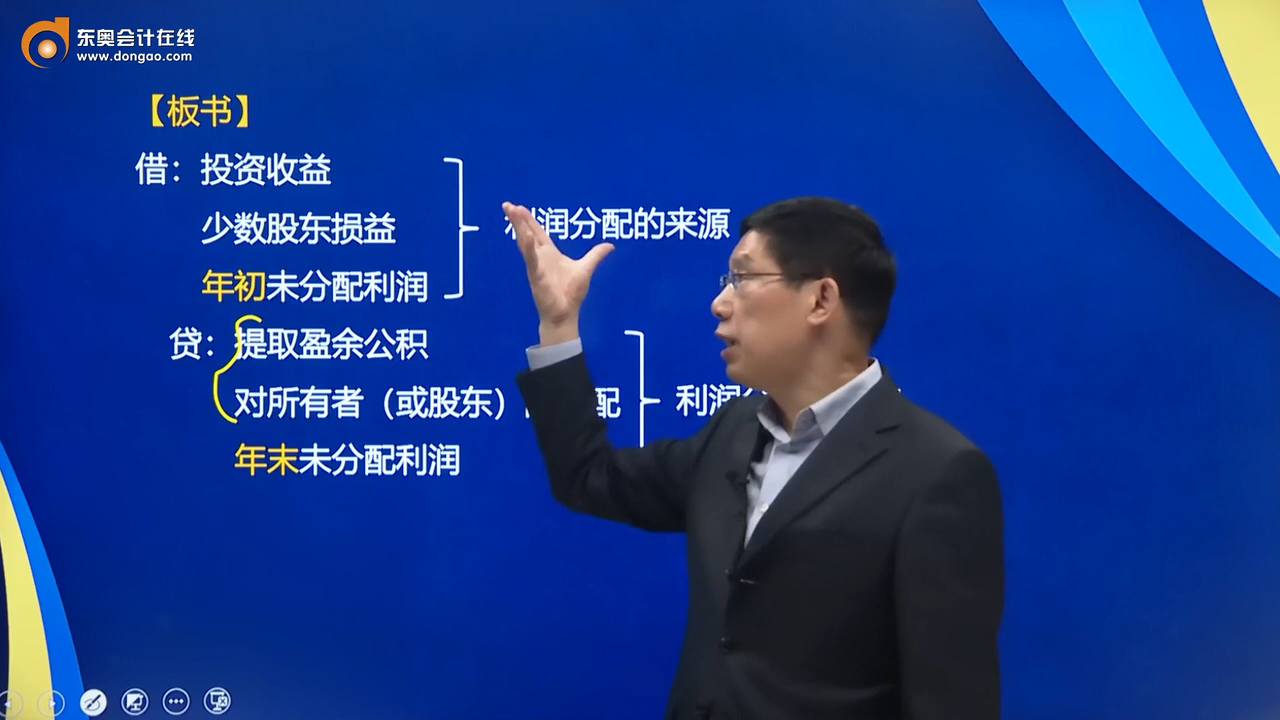 东奥会计在线
www.dongao.com
【板书】
借：投资收益
少数股东损益
年初未分配利润
利润分配的来源
贷：提取盈余公积
对所有者（或股东）配
年末未分配利润
利润